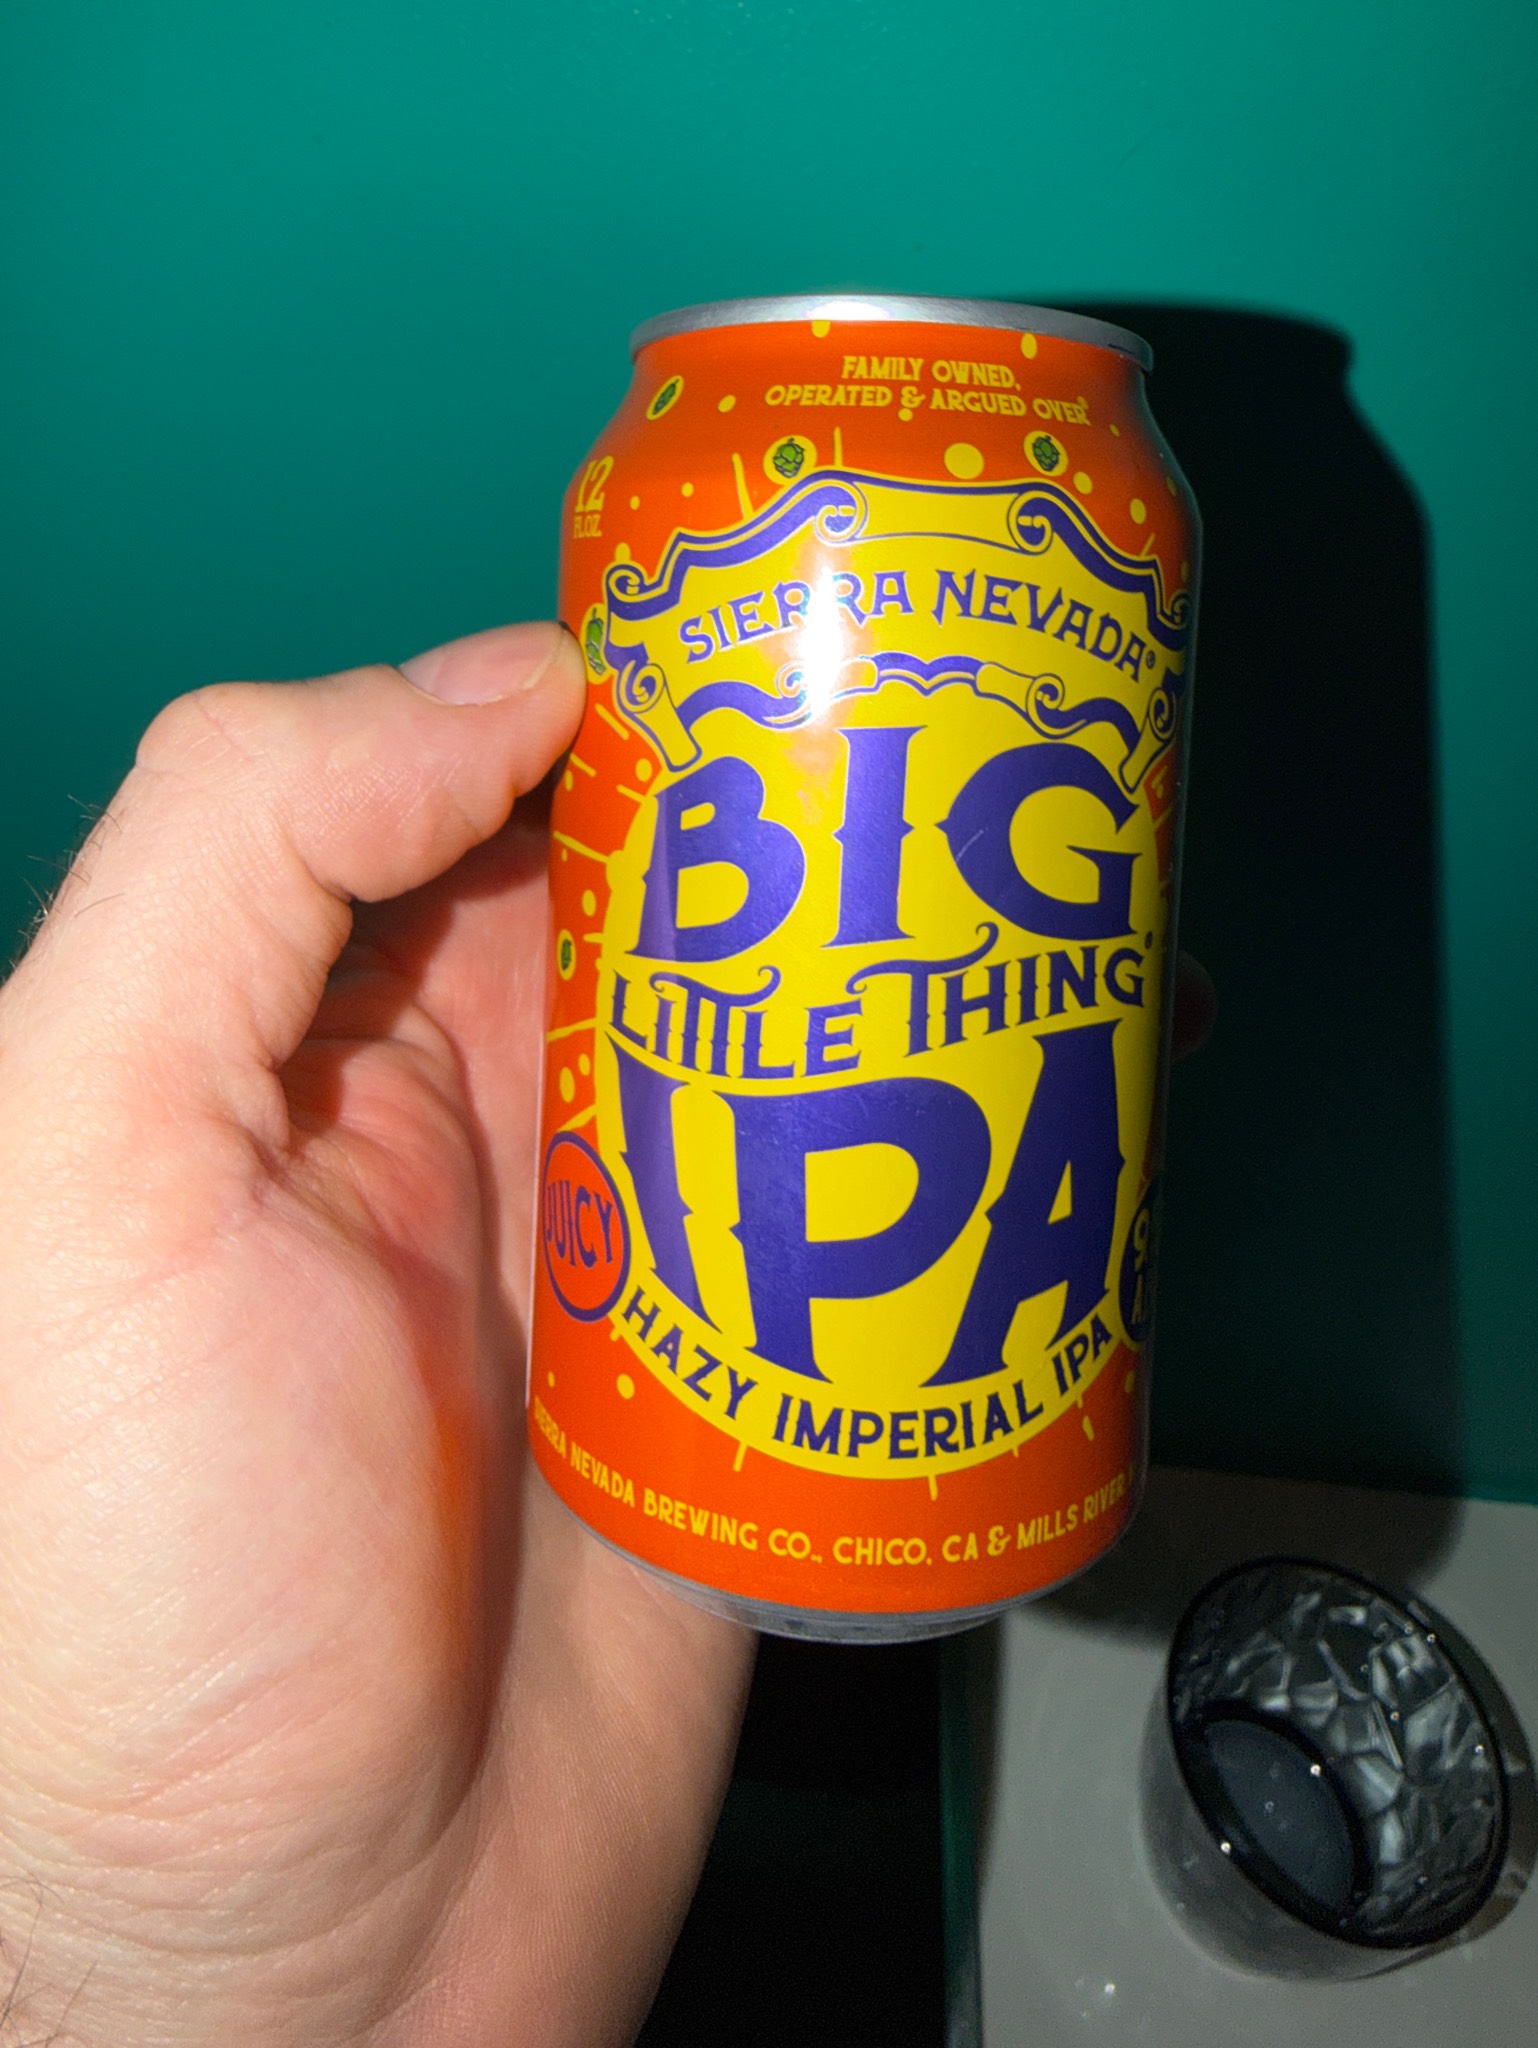 FAMILY OWNED,
OPERATED & ARGUED OVER®
12
FL.OZ.
SIERRA NEVADA®
BIG
LITTLE THING®
IPA
JUICY
HAZY IMPERIAL IPA
SIERRA NEVADA BREWING CO., CHICO, CA & MILLS RIVER,